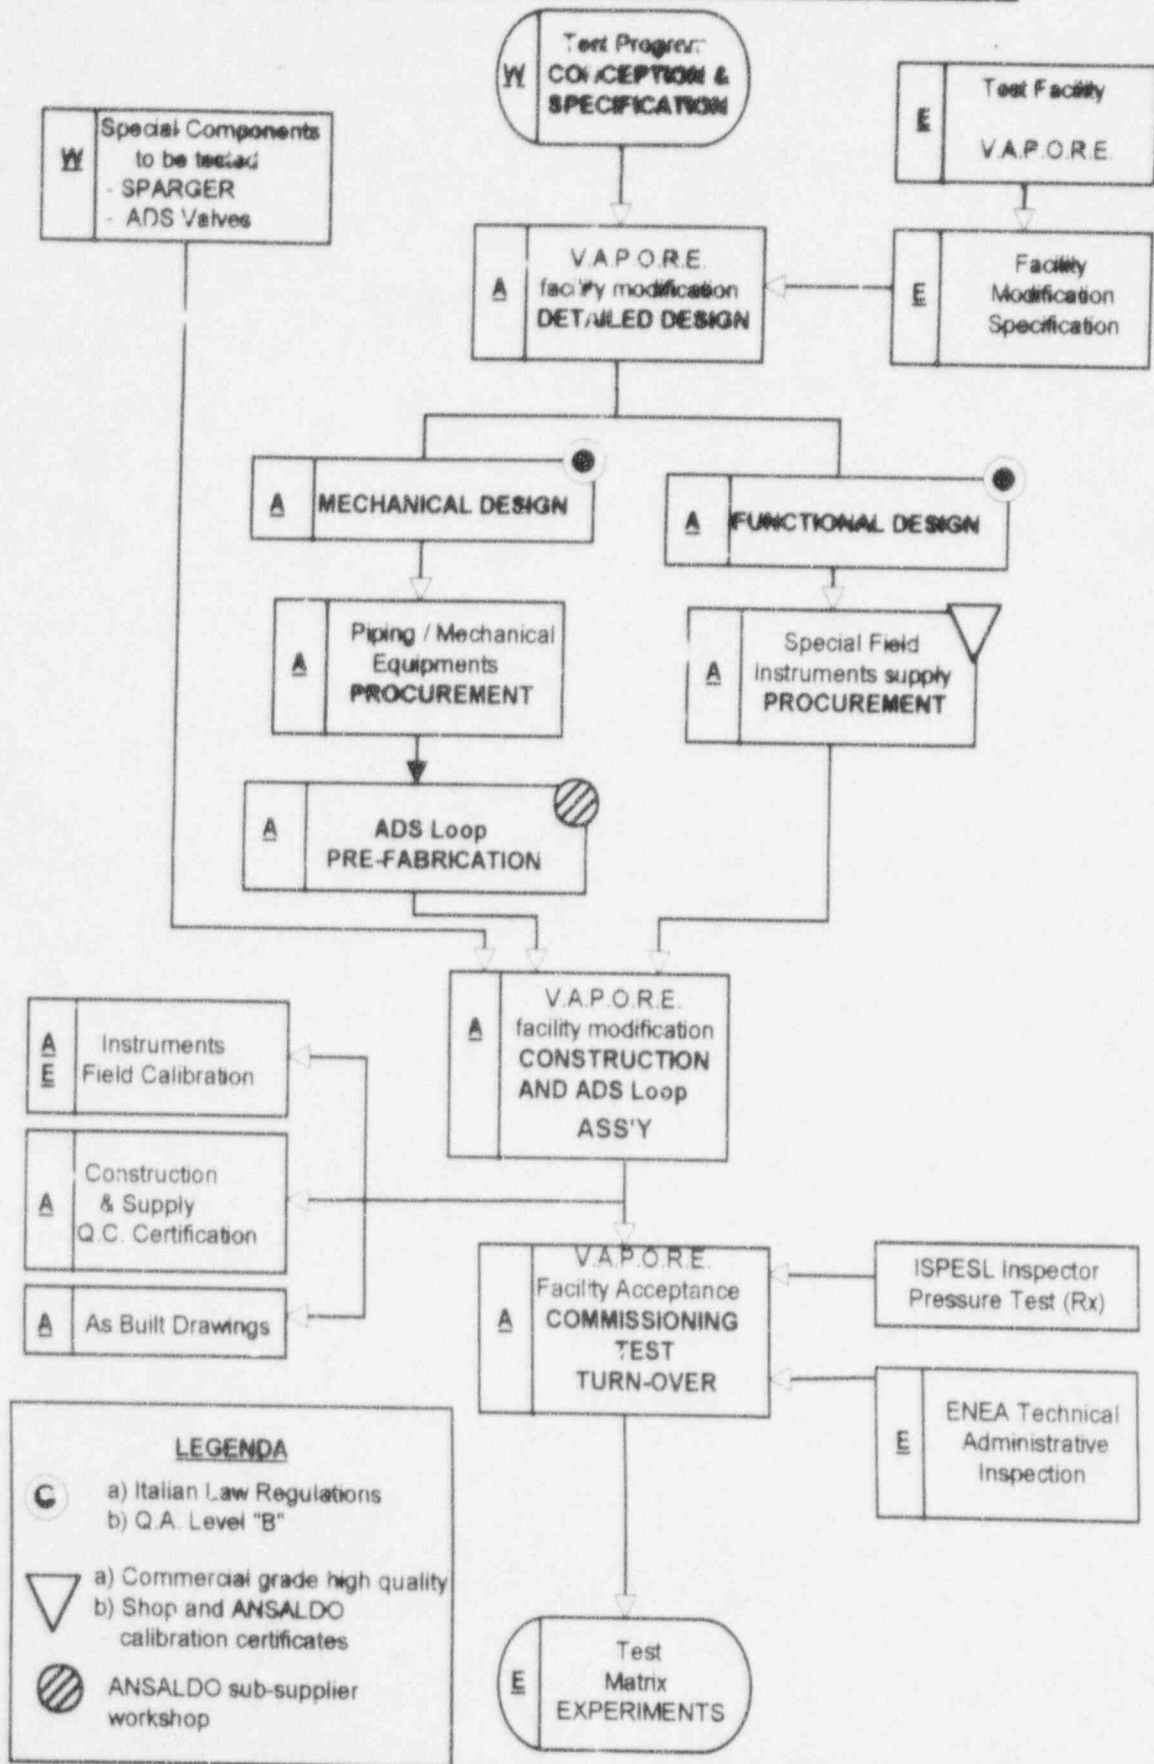 W
Test Program
CONCEPTION &
SPECIFICATION
E
Test Facility
V.A.P.O.R.E.
W
Special Components
to be tested
- SPARGER
- ADS Valves
A
V.A.P.O.R.E.
facility modification
DETAILED DESIGN
E
Facility
Modification
Specification
A
MECHANICAL DESIGN
A
FUNCTIONAL DESIGN
A
Piping / Mechanical
Equipments
PROCUREMENT
A
Special Field
Instruments supply
PROCUREMENT
A
ADS Loop
PRE-FABRICATION
A
V.A.P.O.R.E.
facility modification
CONSTRUCTION
AND ADS Loop
ASS'Y
A
E
Instruments
Field Calibration
A
Construction
& Supply
Q.C. Certification
A
As Built Drawings
A
V.A.P.O.R.E.
Facility Acceptance
COMMISSIONING
TEST
TURN-OVER
ISPESL Inspector
Pressure Test (Rx)
E
ENEA Technical
Administrative
Inspection
LEGENDA
a) Italian Law Regulations
b) Q.A. Level "B"
a) Commercial grade high quality
b) Shop and ANSALDO
calibration certificates
ANSALDO sub-supplier
workshop
E
Test
Matrix
EXPERIMENTS